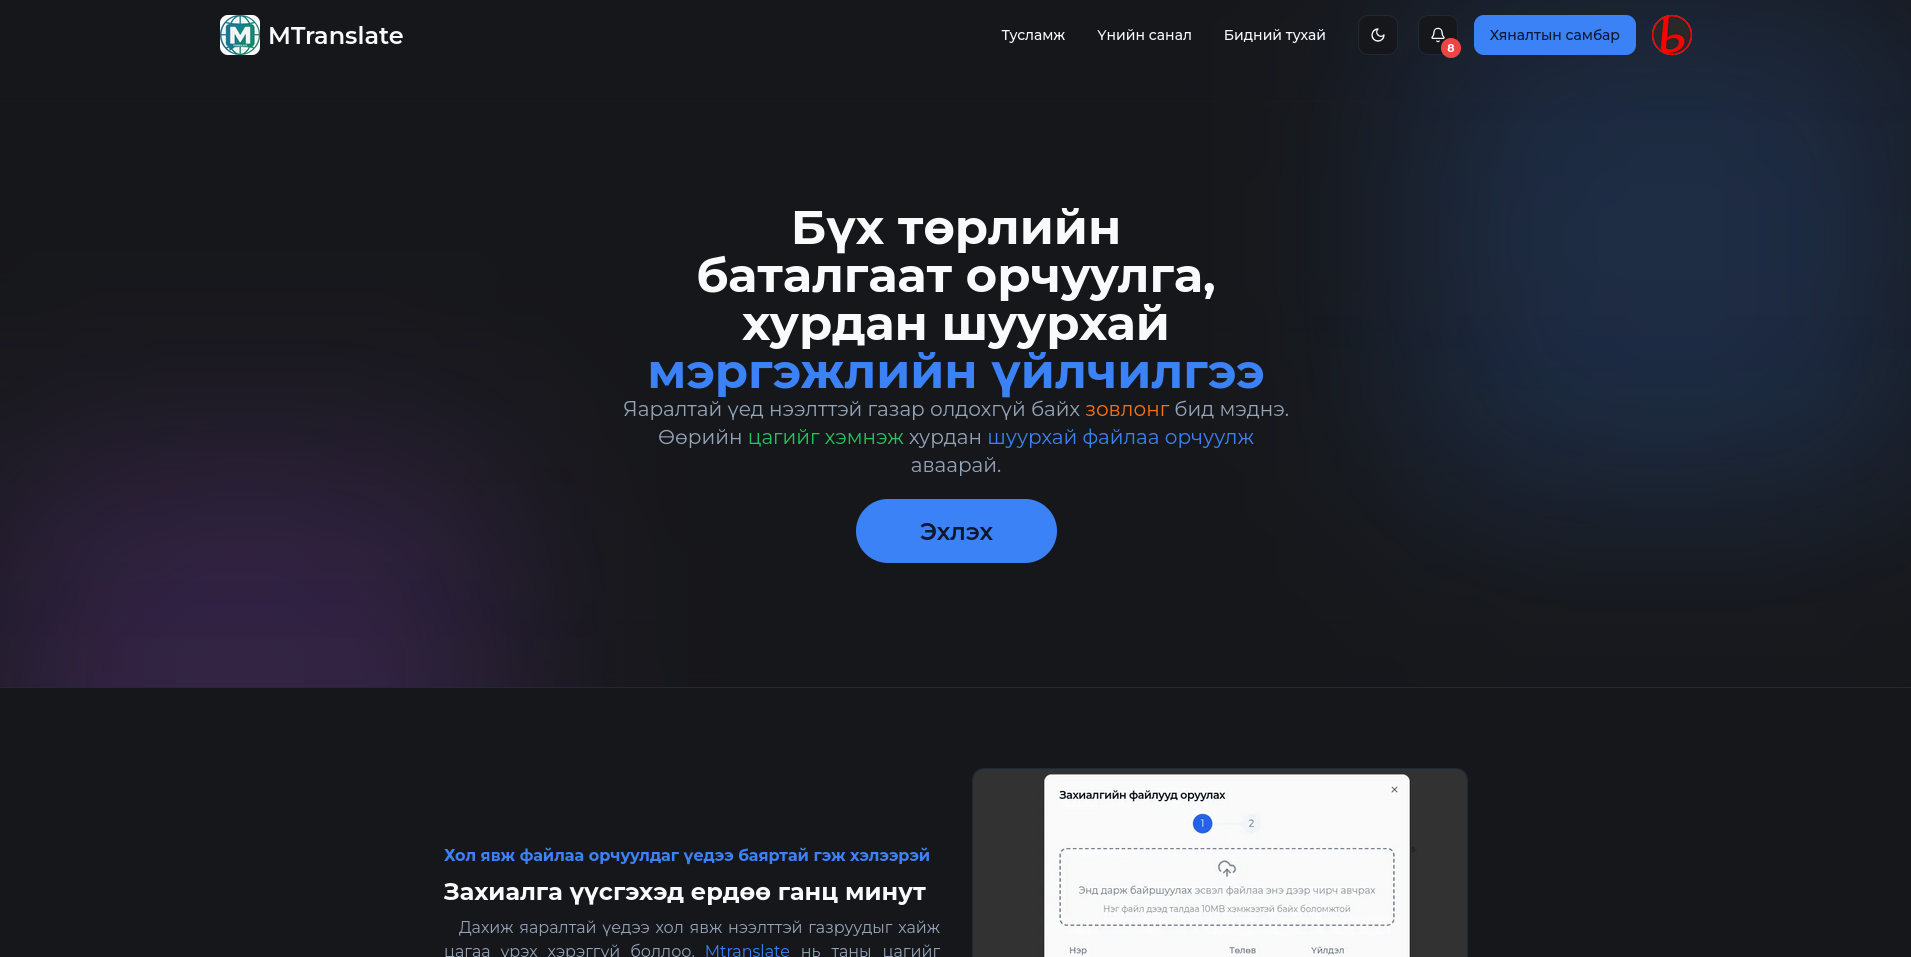 MTranslate
Тусламж
Үнийн санал
Бидний тухай
8
Хяналтын самбар
Бүх төрлийн
баталгаат орчуулга,
хурдан шуурхай
мэргэжлийн үйлчилгээ
Яаралтай үед нээлттэй газар олдохгүй байх зовлонг бид мэднэ.
Өөрийн цагийг хэмнэж хурдан шуурхай файлаа орчуулж
аваарай.
Эхлэх
Хол явж файлаа орчуулдаг үедээ баяртай гэж хэлээрэй
Захиалга үүсгэхэд ердөө ганц минут
Дахиж яаралтай үедээ хол явж нээлттэй газруудыг хайж
цагаа үрэх хэрэггүй боллоо. Mtranslate нь таны цагийг
Захиалгийн файлууд оруулах
1
2
Энд дарж байршуулах эсвэл файлаа энэ дээр чирч авчрах
Нэг файл дээд талдаа 10MB хэмжээтэй байх боломжтой
Нэр
Төлөв
Үйлдэл